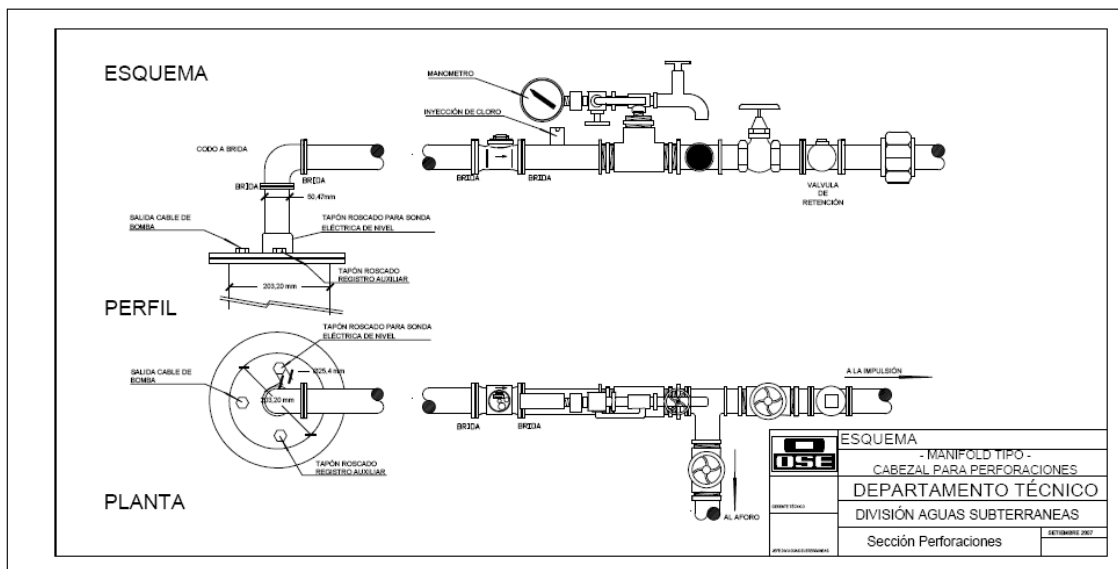 ESQUEMA
MANOMETRO
INYECCIÓN DE CLORO
CODO A BRIDA
BRIDA
BRIDA
BRIDA
BRIDA
50,47mm
VALVULA
DE
RETENCIÓN
SALIDA CABLE DE
BOMBA
TAPÓN ROSCADO PARA SONDA
ELÉCTRICA DE NIVEL
TAPÓN ROSCADO
REGISTRO AUXILIAR
203,20 mm
PERFIL
TAPÓN ROSCADO PARA SONDA
ELÉCTRICA DE NIVEL
SALIDA CABLE DE
BOMBA
Ø25,4 mm
203,20 mm
A LA IMPULSIÓN
BRIDA
BRIDA
TAPÓN ROSCADO
REGISTRO AUXILIAR
AL AFORO
PLANTA
OSE
ESQUEMA
- MANIFOLD TIPO -
CABEZAL PARA PERFORACIONES
DEPARTAMENTO TÉCNICO
GERENTE TÉCNICO
DIVISIÓN AGUAS SUBTERRANEAS
Sección Perforaciones
SETIEMBRE 2007